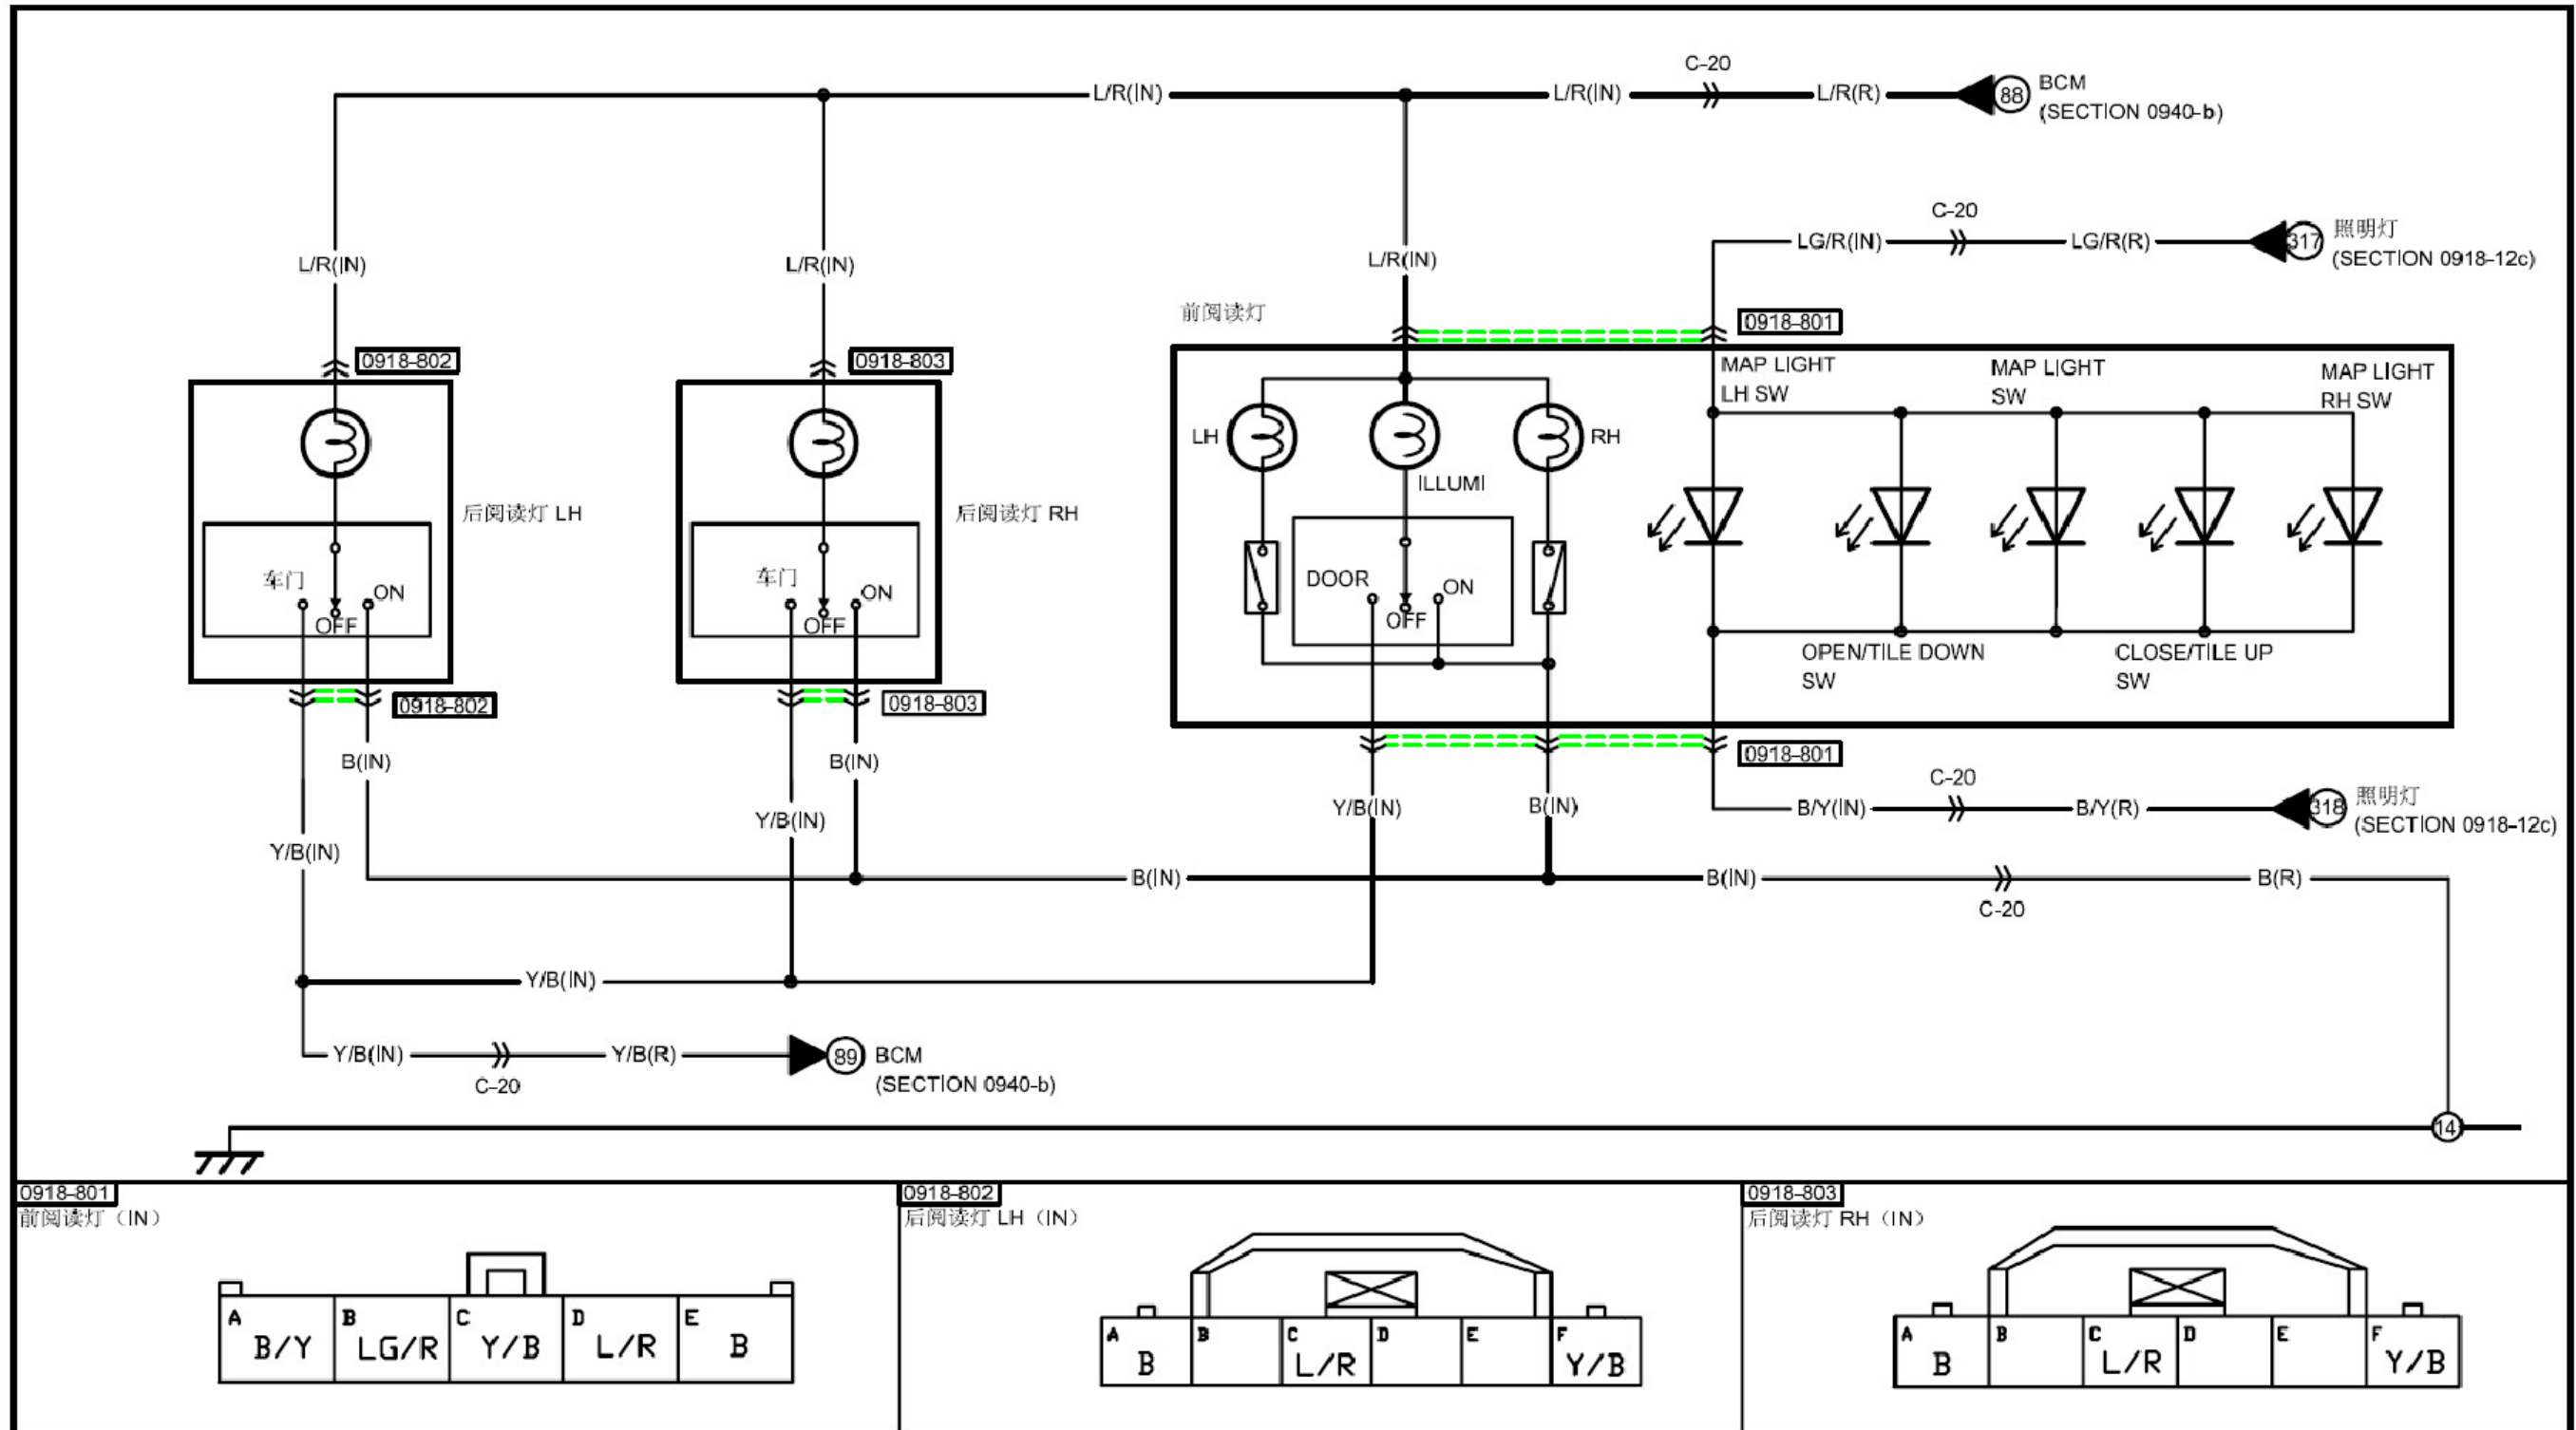 C-20
L/R(IN)
L/R(IN)
L/R(R)
88
BCM
(SECTION 0940-b)
C-20
LG/R(IN)
LG/R(R)
317
照明灯
(SECTION 0918-12c)
L/R(IN)
L/R(IN)
L/R(IN)
前阅读灯
0918-801
0918-802
0918-803
MAP LIGHT
LH SW
MAP LIGHT
SW
MAP LIGHT
RH SW
LH
RH
ILLUMI
后阅读灯 LH
后阅读灯 RH
车门
ON
OFF
车门
ON
OFF
DOOR
ON
OFF
OPEN/TILE DOWN
SW
CLOSE/TILE UP
SW
0918-802
0918-803
0918-801
B(IN)
B(IN)
C-20
Y/B(IN)
Y/B(IN)
Y/B(IN)
B(IN)
B/Y(IN)
B/Y(R)
318
照明灯
(SECTION 0918-12c)
B(IN)
B(IN)
B(R)
C-20
Y/B(IN)
Y/B(IN)
Y/B(R)
89
BCM
(SECTION 0940-b)
C-20
14
0918-801
前阅读灯（IN）
A
B/Y
B
LG/R
C
Y/B
D
L/R
E
B
0918-802
后阅读灯 LH（IN）
A
B
B
C
L/R
D
E
F
Y/B
0918-803
后阅读灯 RH（IN）
A
B
B
C
L/R
D
E
F
Y/B